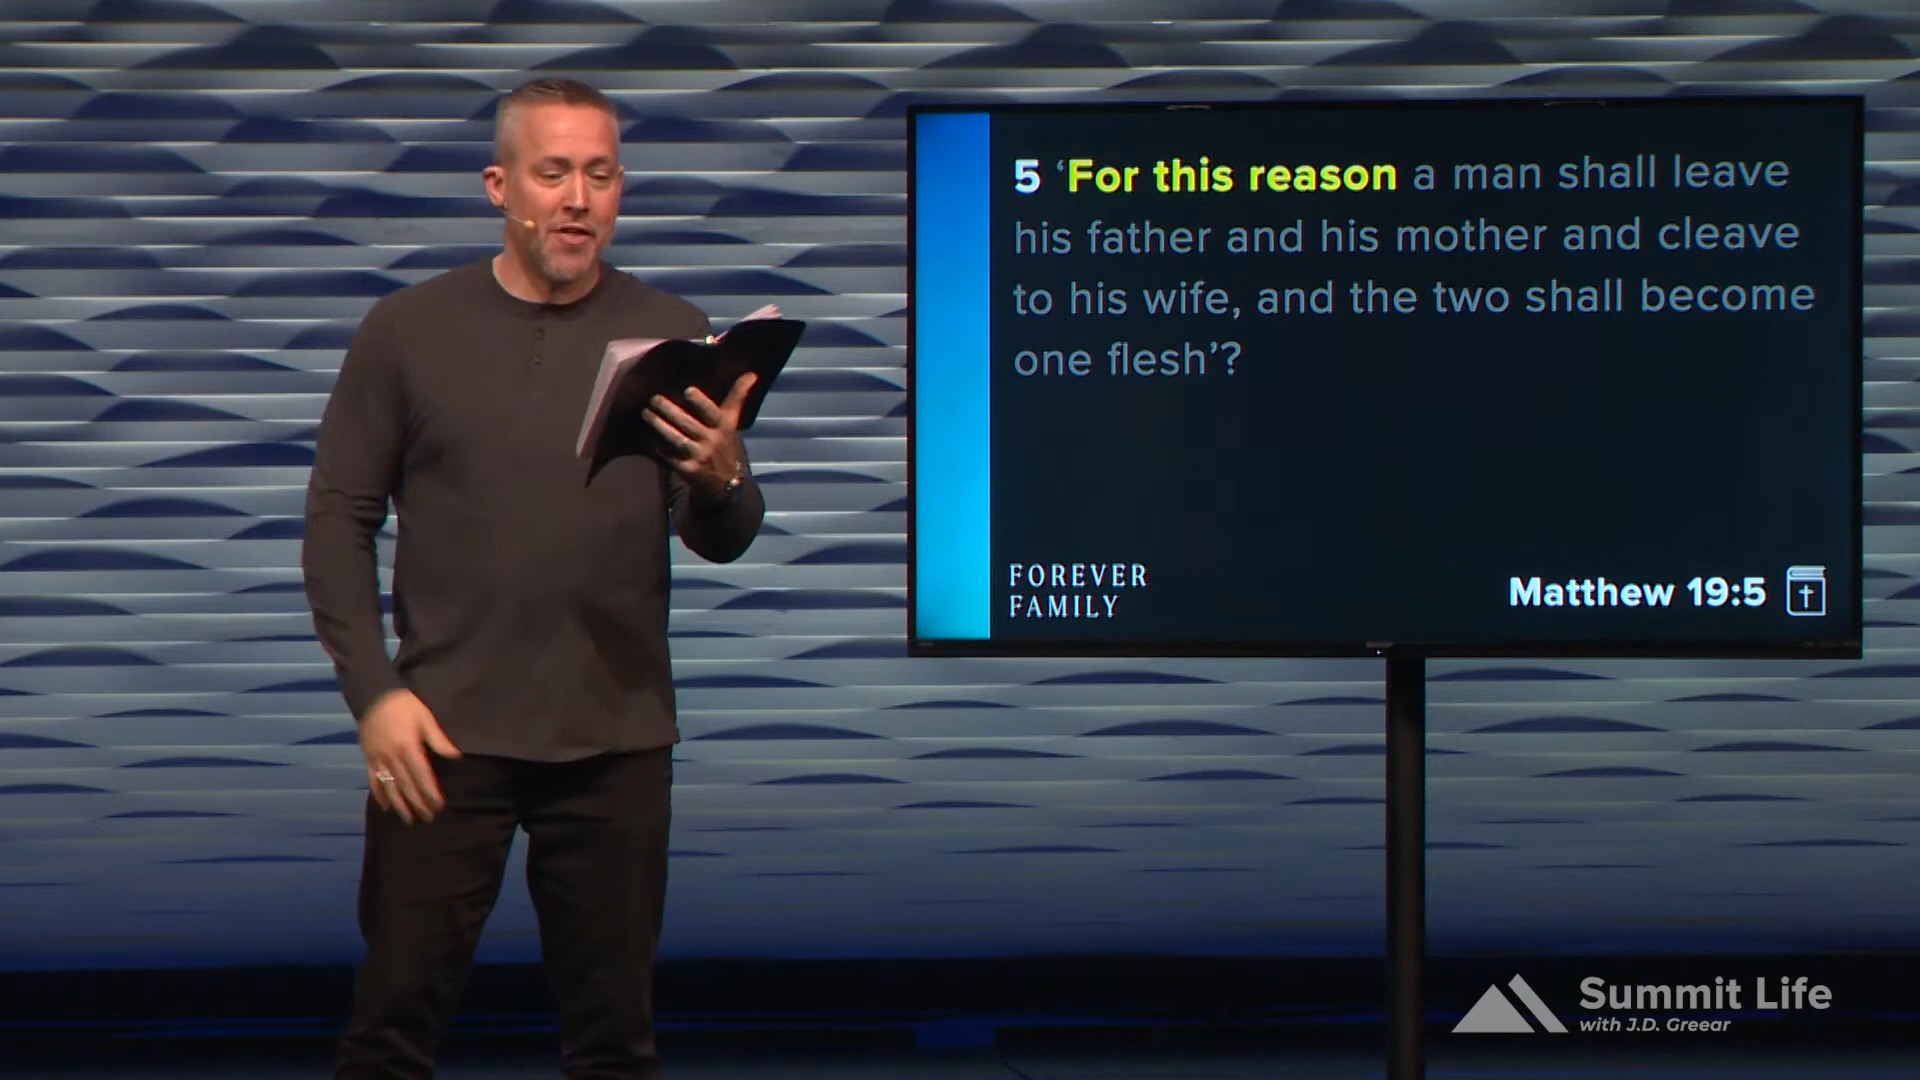 5 ‘For this reason a man shall leave
his father and his mother and cleave
to his wife, and the two shall become
one flesh’?
FOREVER
FAMILY
Matthew 19:5
Summit Life
with J.D. Greear